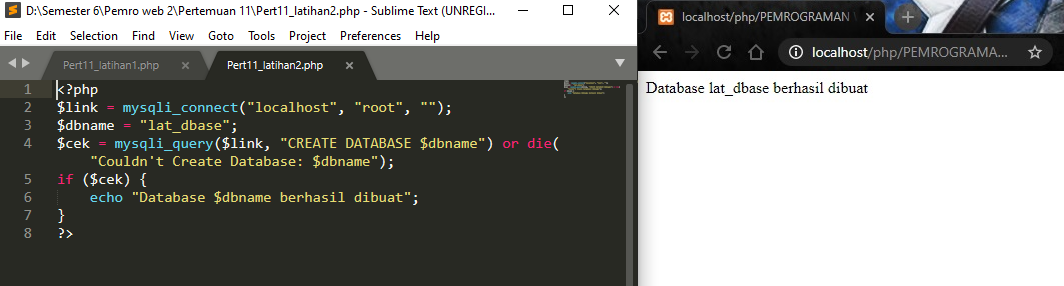 D:\Semester 6\Pemro web 2\Pertemuan 11\Pert11_latihan2.php - Sublime Text (UNREGI...
File Edit Selection Find View Goto Tools Project Preferences Help
Pert11_latihan1.php × Pert11_latihan2.php ×
1 <?php
2 $link = mysqli_connect("localhost", "root", "");
3 $dbname = "lat_dbase";
4 $cek = mysqli_query($link, "CREATE DATABASE $dbname") or die(
"Couldn't Create Database: $dbname");
5 if ($cek) {
6 echo "Database $dbname berhasil dibuat";
7 }
8 ?>
localhost/php/PEMROGRAMAN
localhost/php/PEMROGRAMA...
Database lat_dbase berhasil dibuat